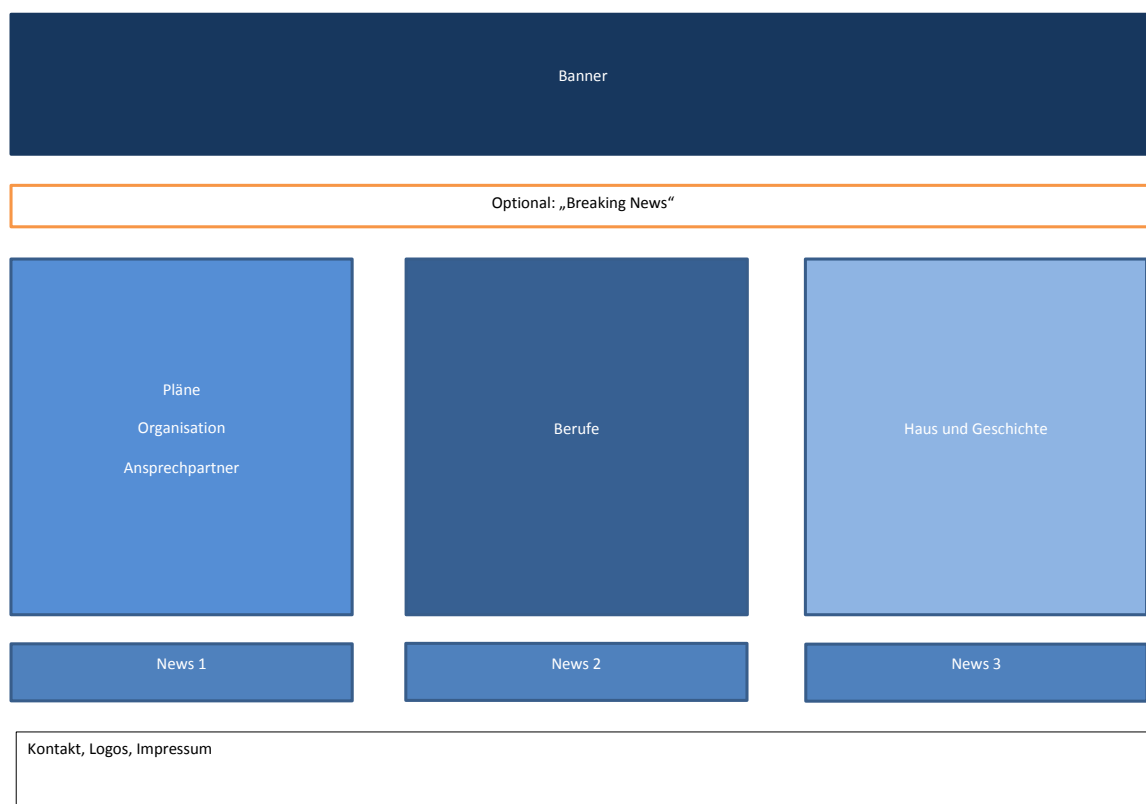 Banner
Optional: „Breaking News“
Pläne
Organisation
Ansprechpartner
Berufe
Haus und Geschichte
News 1
News 2
News 3
Kontakt, Logos, Impressum